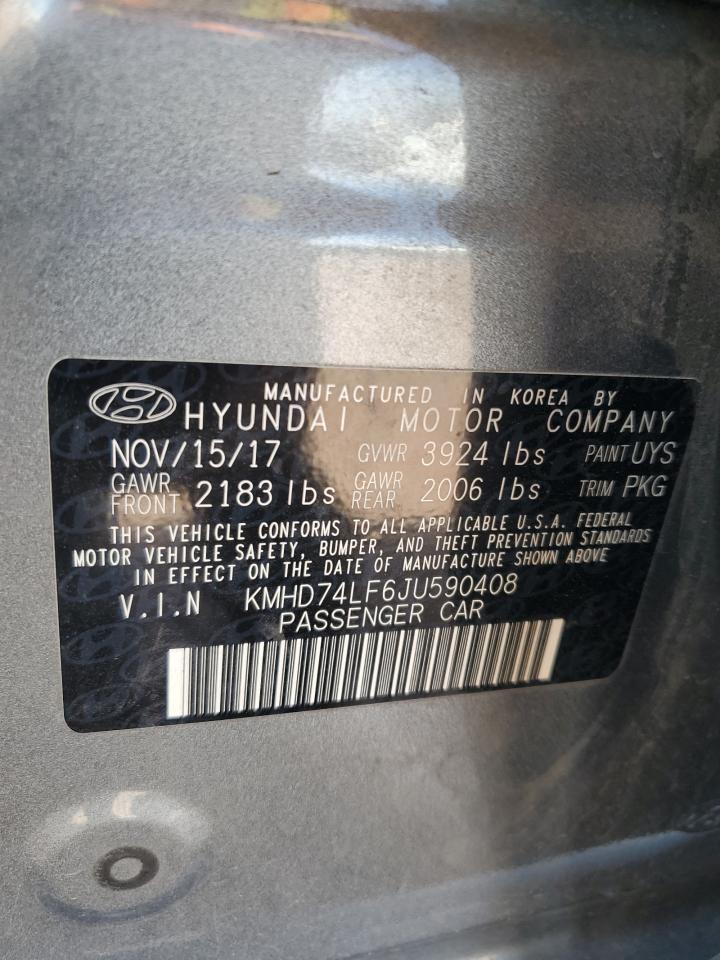 MANUFACTURED IN KOREA BY
HYUNDAI MOTOR COMPANY
NOV/15/17 GVWR 3924 lbs PAINT UYS
GAWR FRONT 2183 lbs GAWR REAR 2006 lbs TRIM PKG
THIS VEHICLE CONFORMS TO ALL APPLICABLE U.S.A. FEDERAL
MOTOR VEHICLE SAFETY, BUMPER, AND THEFT PREVENTION STANDARDS
IN EFFECT ON THE DATE OF MANUFACTURE SHOWN ABOVE
V.I.N KMHD74LF6JU590408
PASSENGER CAR